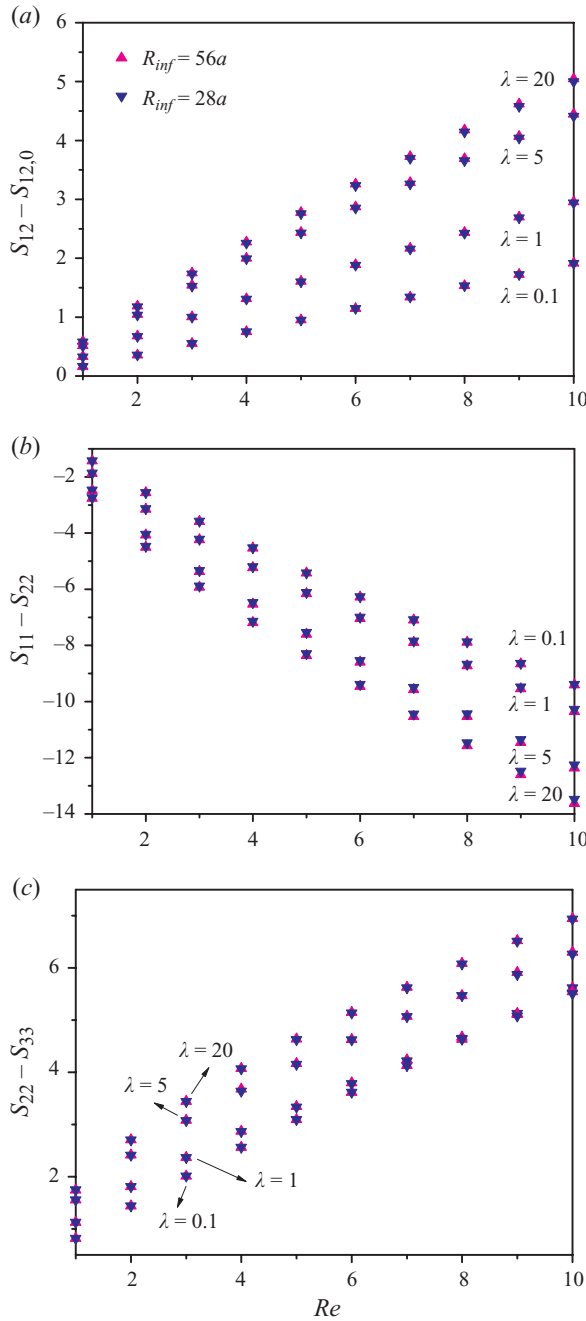 (a)
6
5
4
3
2
1
0
S12 – S12,0
Rinf = 56a
Rinf = 28a
λ = 20
λ = 5
λ = 1
λ = 0.1
2 4 6 8 10
(b)
–2
–4
–6
–8
–10
–12
–14
S11 – S22
λ = 0.1
λ = 1
λ = 5
λ = 20
2 4 6 8 10
(c)
6
4
2
S22 – S33
λ = 20
λ = 5
λ = 1
λ = 0.1
2 4 6 8 10
Re